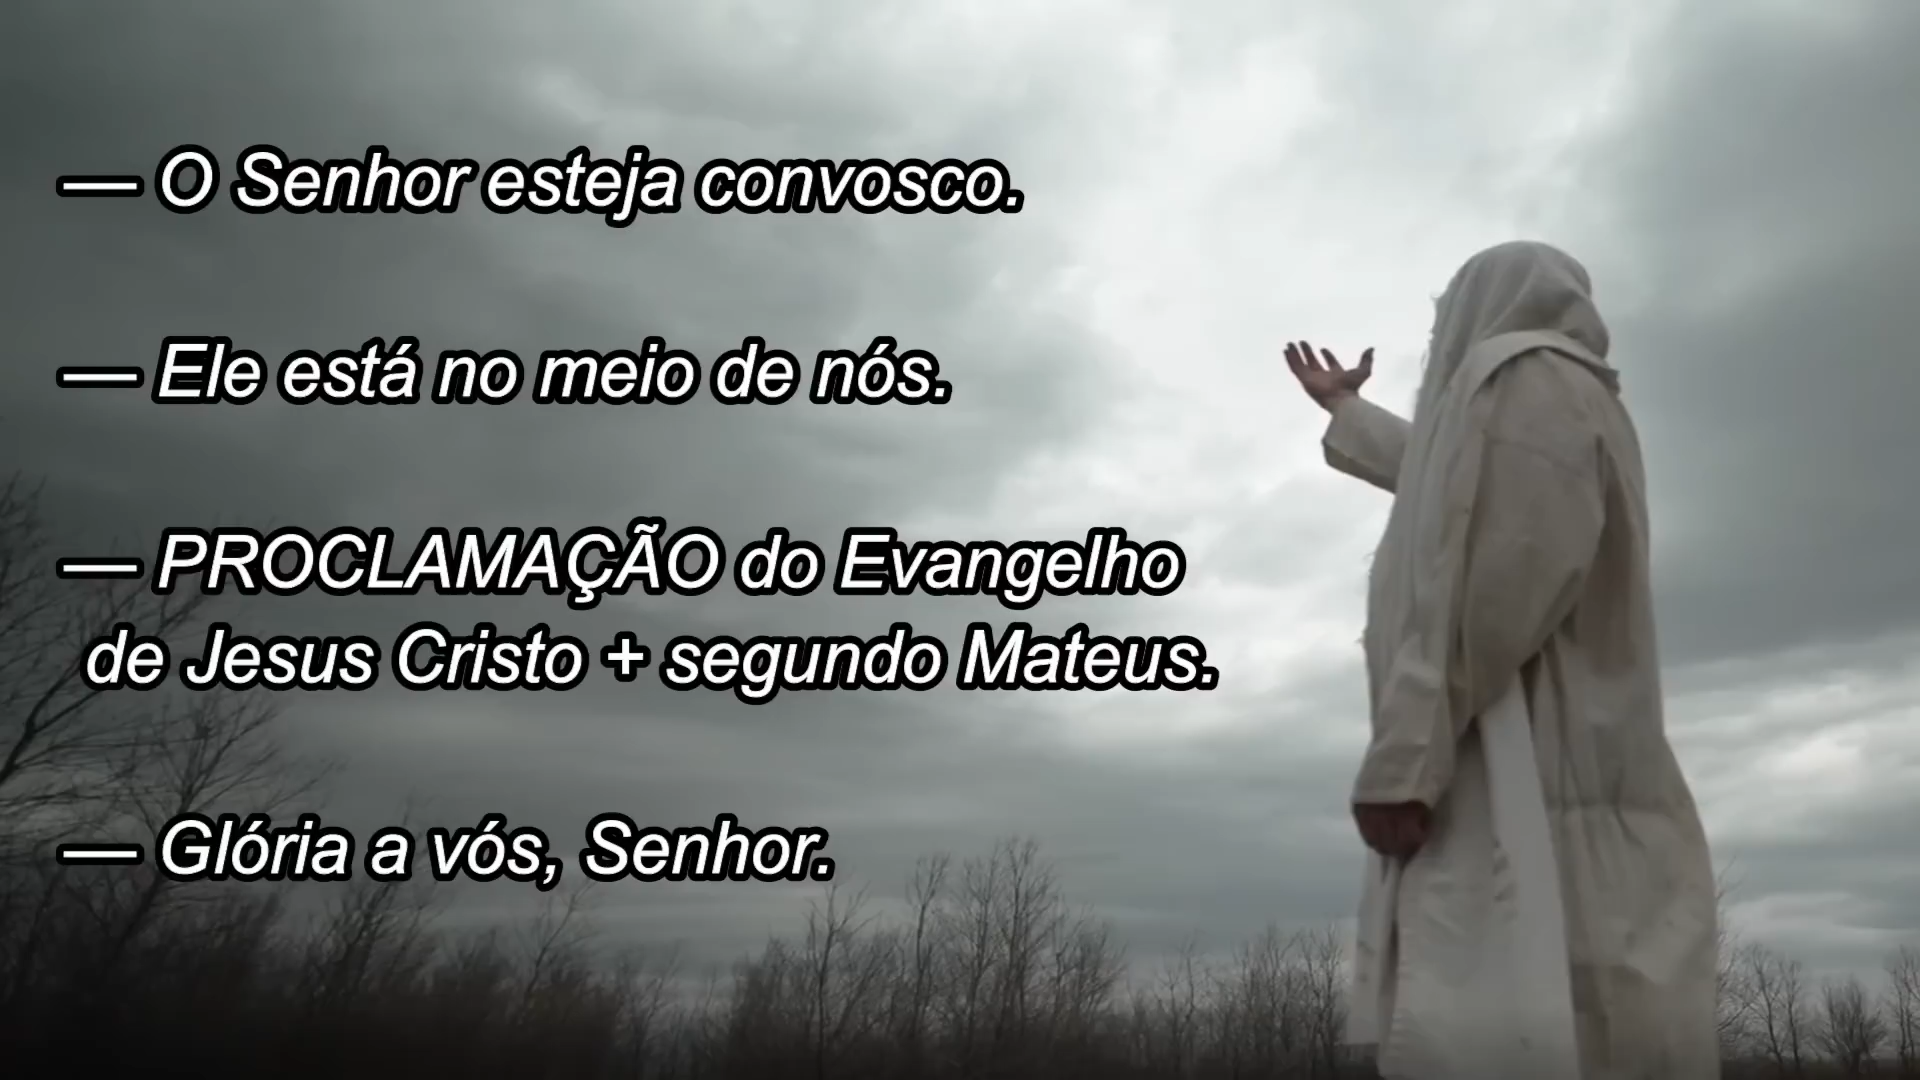 — O Senhor esteja convosco.
— Ele está no meio de nós.
— PROCLAMAÇÃO do Evangelho
de Jesus Cristo + segundo Mateus.
— Glória a vós, Senhor.